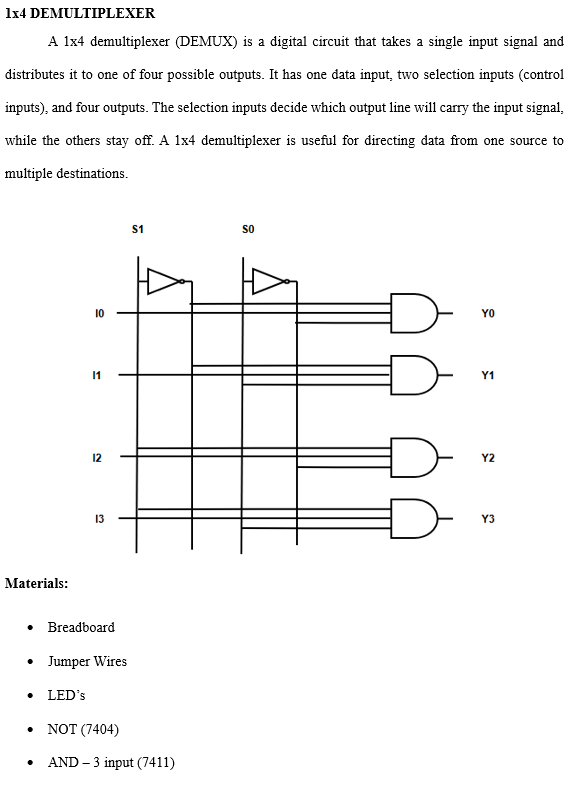 1x4 DEMULTIPLEXER
A 1x4 demultiplexer (DEMUX) is a digital circuit that takes a single input signal and
distributes it to one of four possible outputs. It has one data input, two selection inputs (control
inputs), and four outputs. The selection inputs decide which output line will carry the input signal,
while the others stay off. A 1x4 demultiplexer is useful for directing data from one source to
multiple destinations.
S1 S0
I0 Y0
I1 Y1
I2 Y2
I3 Y3
Materials:
• Breadboard
• Jumper Wires
• LED’s
• NOT (7404)
• AND – 3 input (7411)